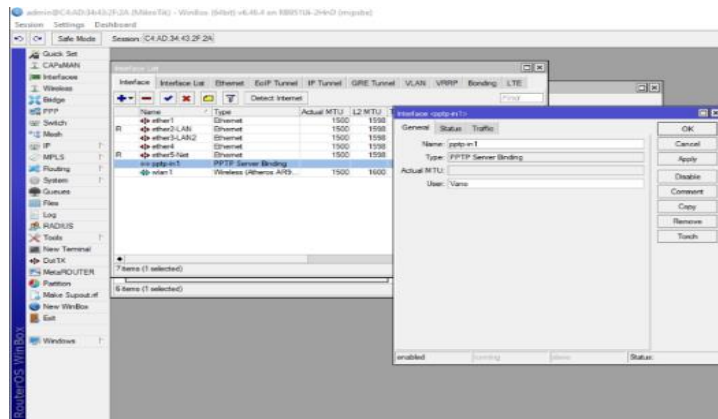 Session Settings Dashboard
Safe Mode Session: C4:AD:34:43:2F:2A
Quick Set
CAPsMAN
Interfaces
Wireless
Bridge
PPP
Switch
Mesh
IP
MPLS
Routing
System
Queues
Files
Log
RADIUS
Tools
New Terminal
Dot1X
MetaROUTER
Partition
Make Supout.rif
New WinBox
Exit
Windows
RouterOS WinBox
Interface List
Interface Interface List Ethernet EoIP Tunnel IP Tunnel GRE Tunnel VLAN VRRP Bonding LTE
Detect Internet Find
Name Type Actual MTU L2 MTU
ether1 Ethernet 1500 1598
R ether2-LAN Ethernet 1500 1598
ether3-LAN2 Ethernet 1500 1598
ether4 Ethernet 1500 1598
R ether5-Net Ethernet 1500 1598
pptp-in1 PPTP Server Binding
wlan1 Wireless (Atheros AR9... 1500 1600
7 items (1 selected)
6 items (1 selected)
Interface <pptp-in1>
General Status Traffic
Name: pptp-in1
Type: PPTP Server Binding
Actual MTU:
User: Vano
OK
Cancel
Apply
Disable
Comment
Copy
Remove
Torch
enabled running slave Status: